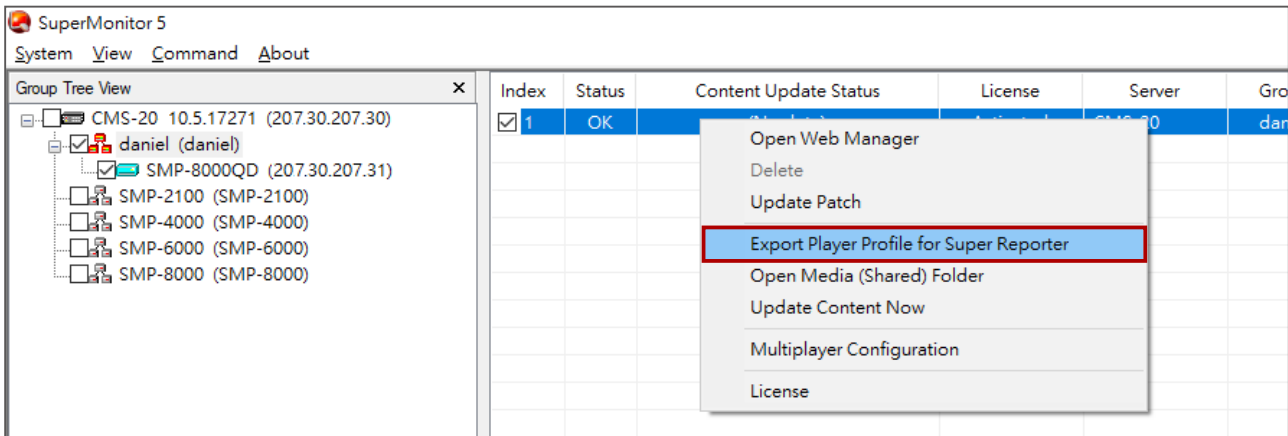 SuperMonitor 5
System View Command About
Group Tree View
CMS-20 10.5.17271 (207.30.207.30)
daniel (daniel)
SMP-8000QD (207.30.207.31)
SMP-2100 (SMP-2100)
SMP-4000 (SMP-4000)
SMP-6000 (SMP-6000)
SMP-8000 (SMP-8000)
Index Status Content Update Status License Server Gro
1 OK
Open Web Manager
Delete
Update Patch
Export Player Profile for Super Reporter
Open Media (Shared) Folder
Update Content Now
Multiplayer Configuration
License